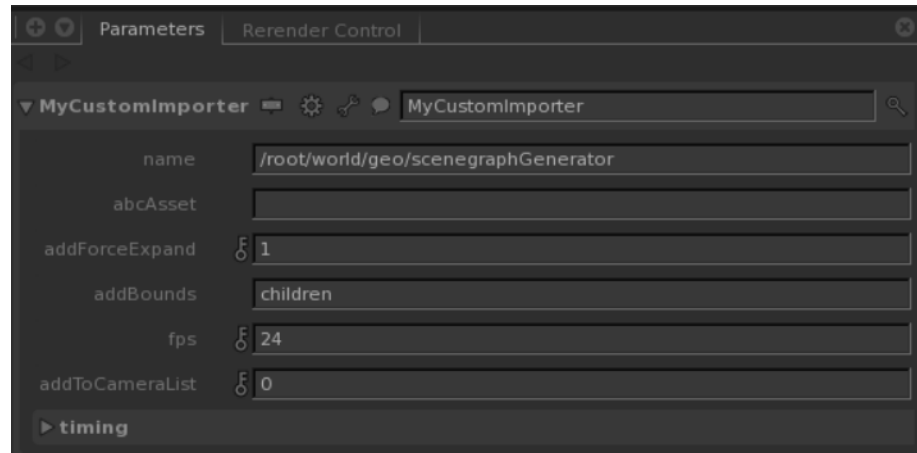 Parameters Rerender Control
MyCustomImporter MyCustomImporter
name /root/world/geo/scenegraphGenerator
abcAsset
addForceExpand 1
addBounds children
fps 24
addToCameraList 0
timing